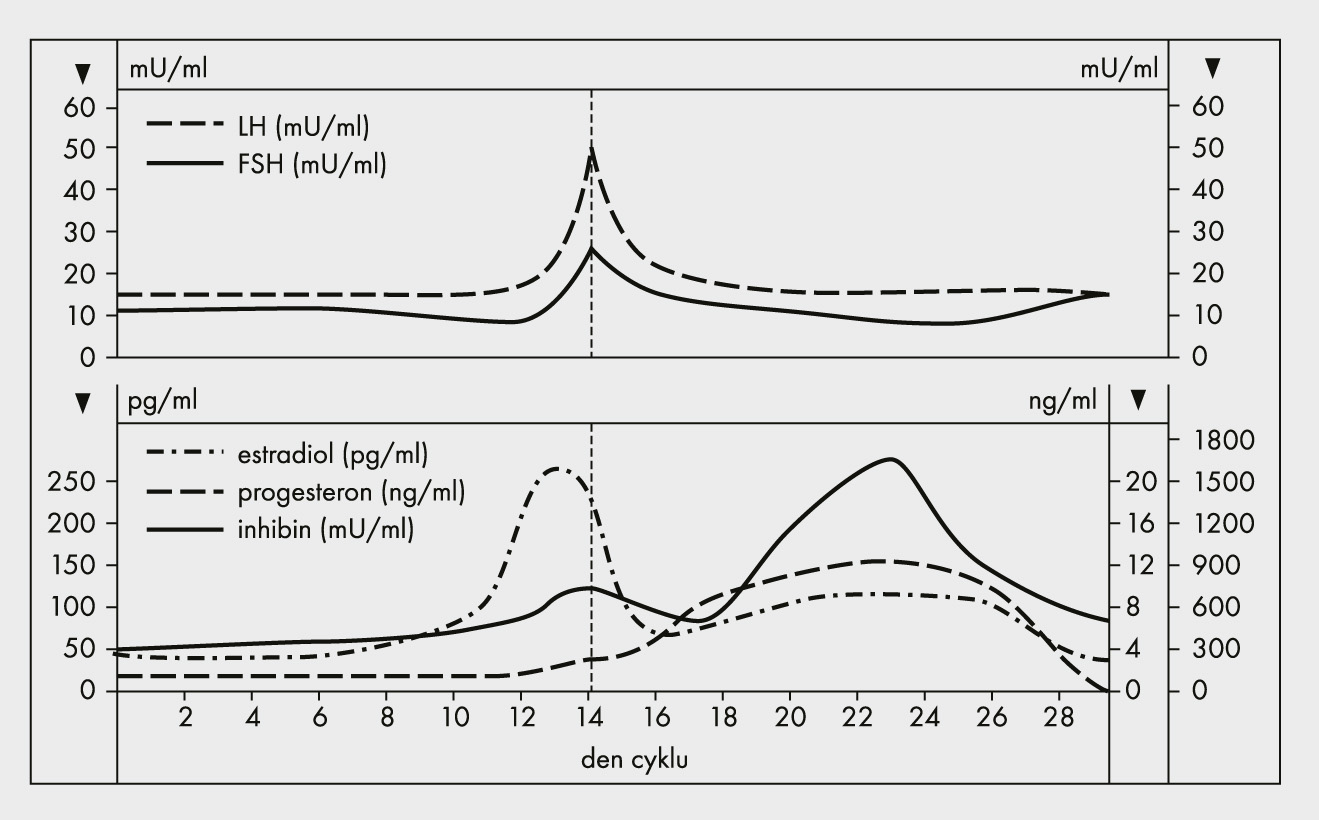 mU/ml mU/ml
60 60
LH (mU/ml)
50 50
FSH (mU/ml)
40 40
30 30
20 20
10 10
0 0
pg/ml ng/ml
1800
estradiol (pg/ml)
250 20 1500
progesteron (ng/ml)
200 16 1200
inhibin (mU/ml)
150 12 900
100 8 600
50 4 300
0 0 0
2 4 6 8 10 12 14 16 18 20 22 24 26 28
den cyklu